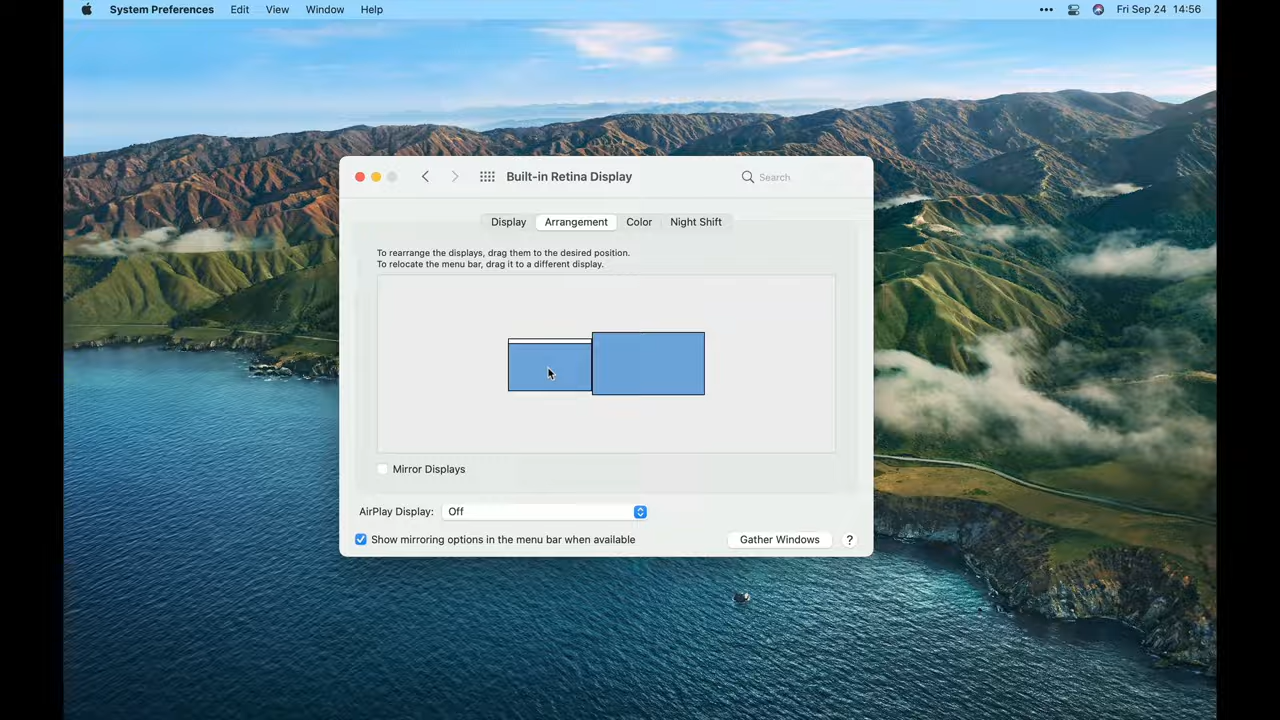 System Preferences Edit View Window Help ••• Fri Sep 24 14:56
Built-in Retina Display Search
Display Arrangement Color Night Shift
To rearrange the displays, drag them to the desired position.
To relocate the menu bar, drag it to a different display.
Mirror Displays
AirPlay Display: Off
Show mirroring options in the menu bar when available Gather Windows ?